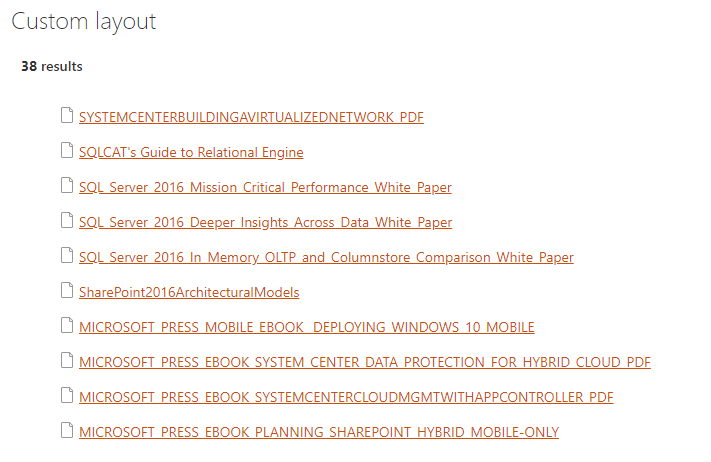 Custom layout
38 results
SYSTEMCENTERBUILDINGAVIRTUALIZEDNETWORK_PDF
SQLCAT's Guide to Relational Engine
SQL_Server_2016_Mission_Critical_Performance_White_Paper
SQL_Server_2016_Deeper_Insights_Across_Data_White_Paper
SQL_Server_2016_In_Memory_OLTP_and_Columnstore_Comparison_White_Paper
SharePoint2016ArchitecturalModels
MICROSOFT_PRESS_MOBILE_EBOOK__DEPLOYING_WINDOWS_10_MOBILE
MICROSOFT_PRESS_EBOOK_SYSTEM_CENTER_DATA_PROTECTION_FOR_HYBRID_CLOUD_PDF
MICROSOFT_PRESS_EBOOK_SYSTEMCENTERCLOUDMGMTWITHAPPCONTROLLER_PDF
MICROSOFT_PRESS_EBOOK_PLANNING_SHAREPOINT_HYBRID_MOBILE-ONLY